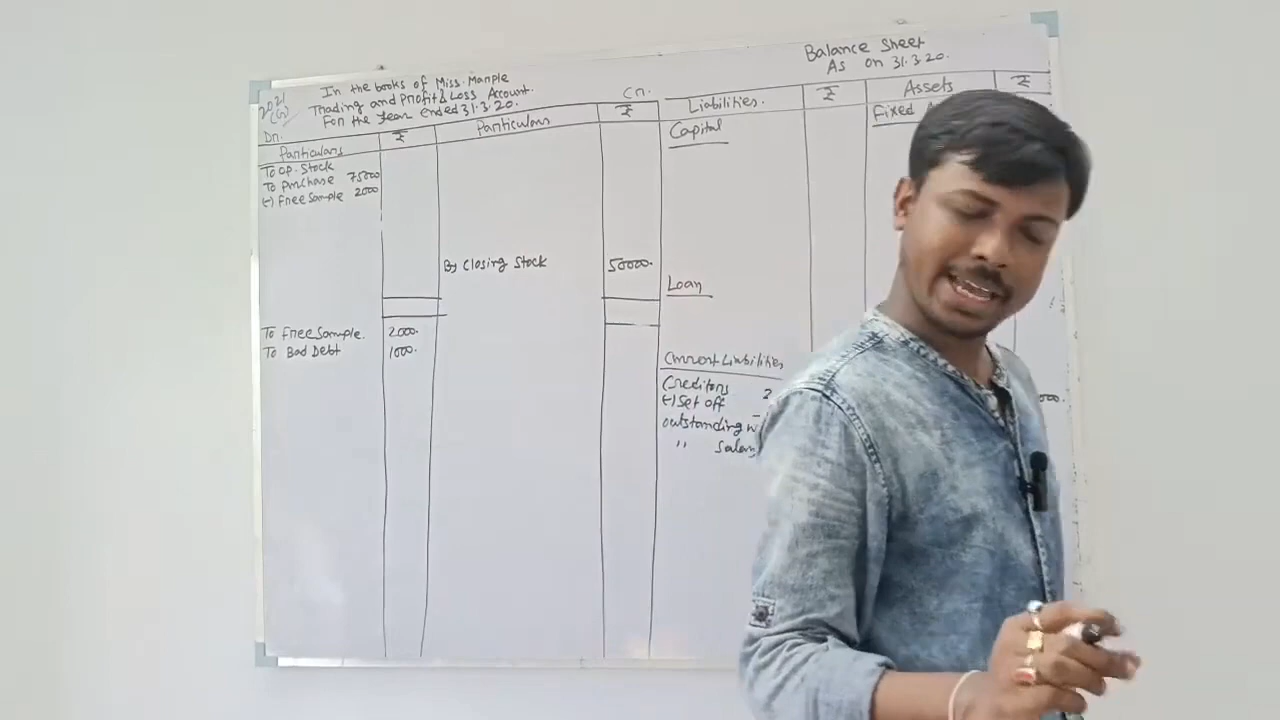 2021
(G)
In the books of Miss. Manple
Trading and Profit & Loss Account.
For the Year Ended 31.3.20.
Dr.
Cr.
Particulars ₹ Particulars ₹
To Op. Stock
To Purchase 75000
(-) Free Sample 2000
By Closing Stock 50000.
To Free Sample. 2000.
To Bad Debt 1000.
Balance Sheet
As on 31.3.20.
Liabilities. ₹ Assets ₹
Capital
Fixed
Loan
Current Liabilities
Creditors 2
(-) Set off
outstanding w
" Salary
000.